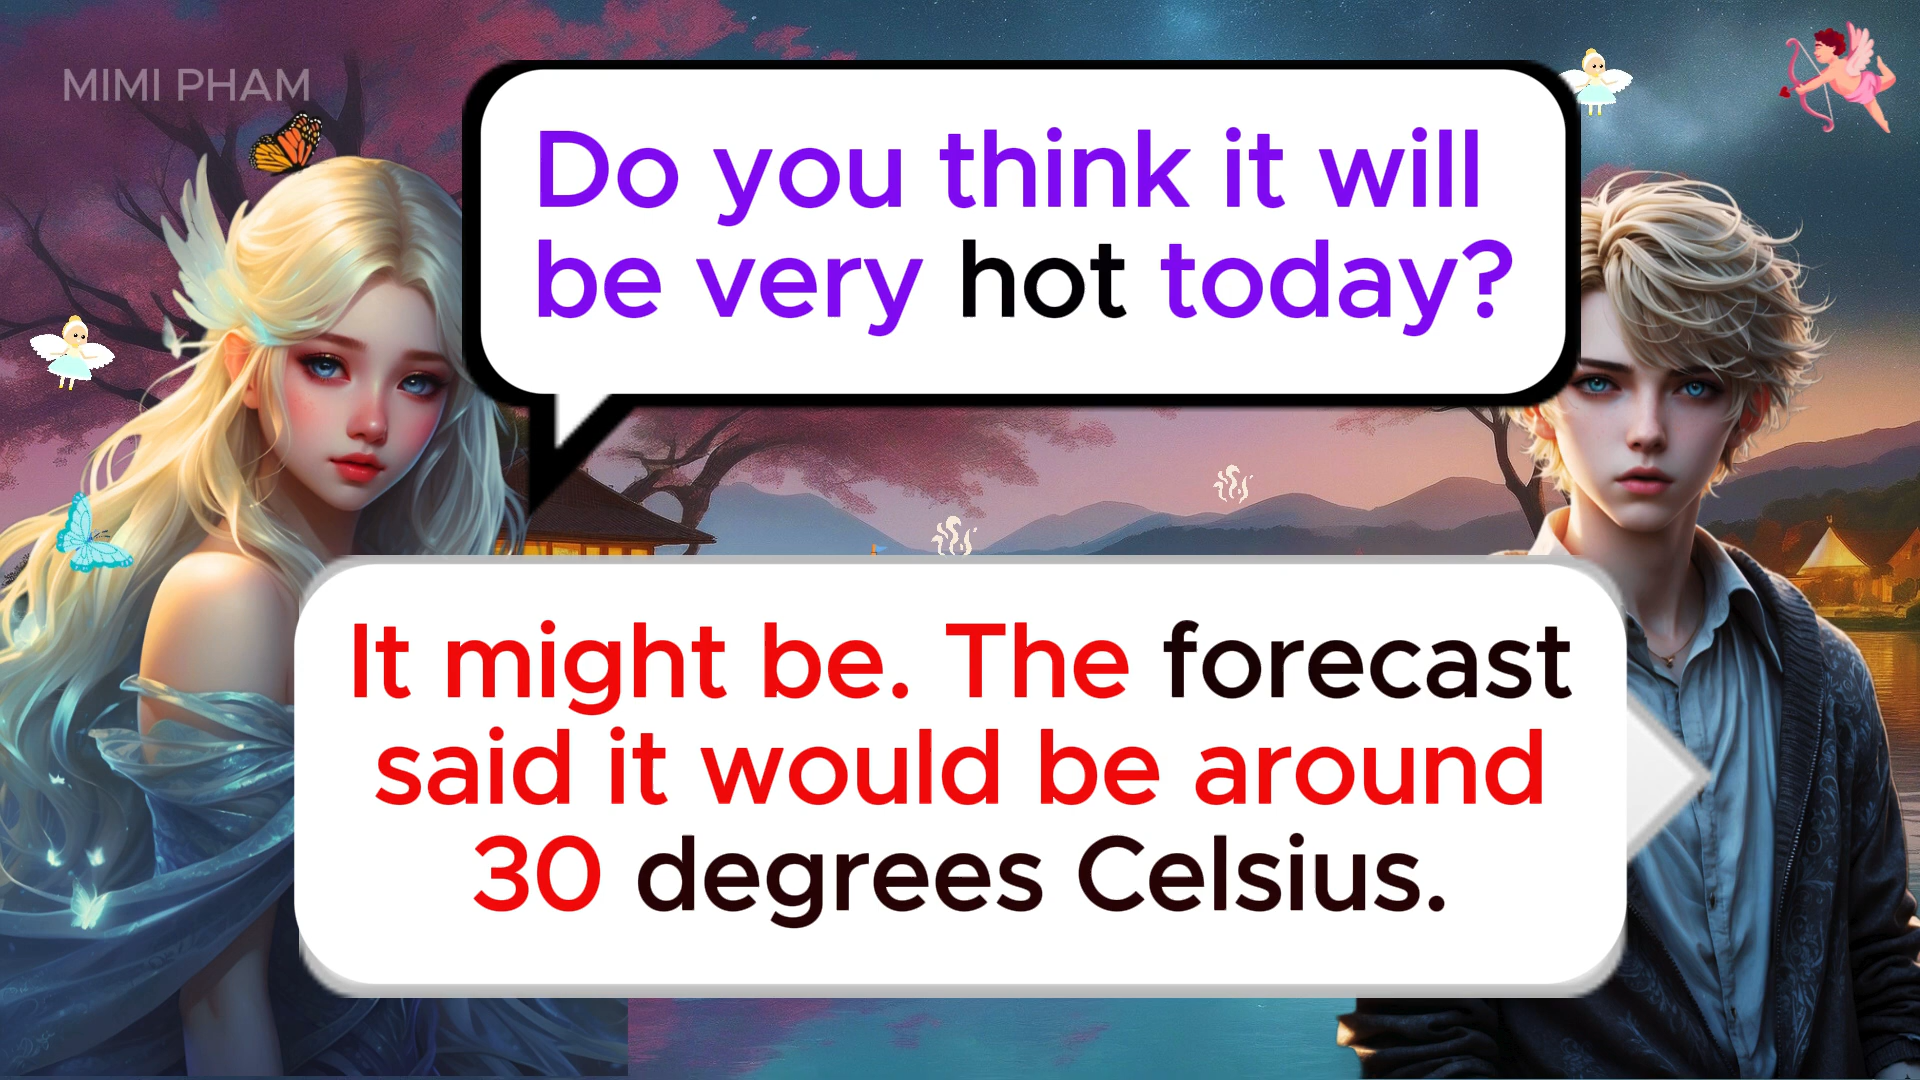 MIMI PHAM
Do you think it will
be very hot today?
It might be. The forecast
said it would be around
30 degrees Celsius.